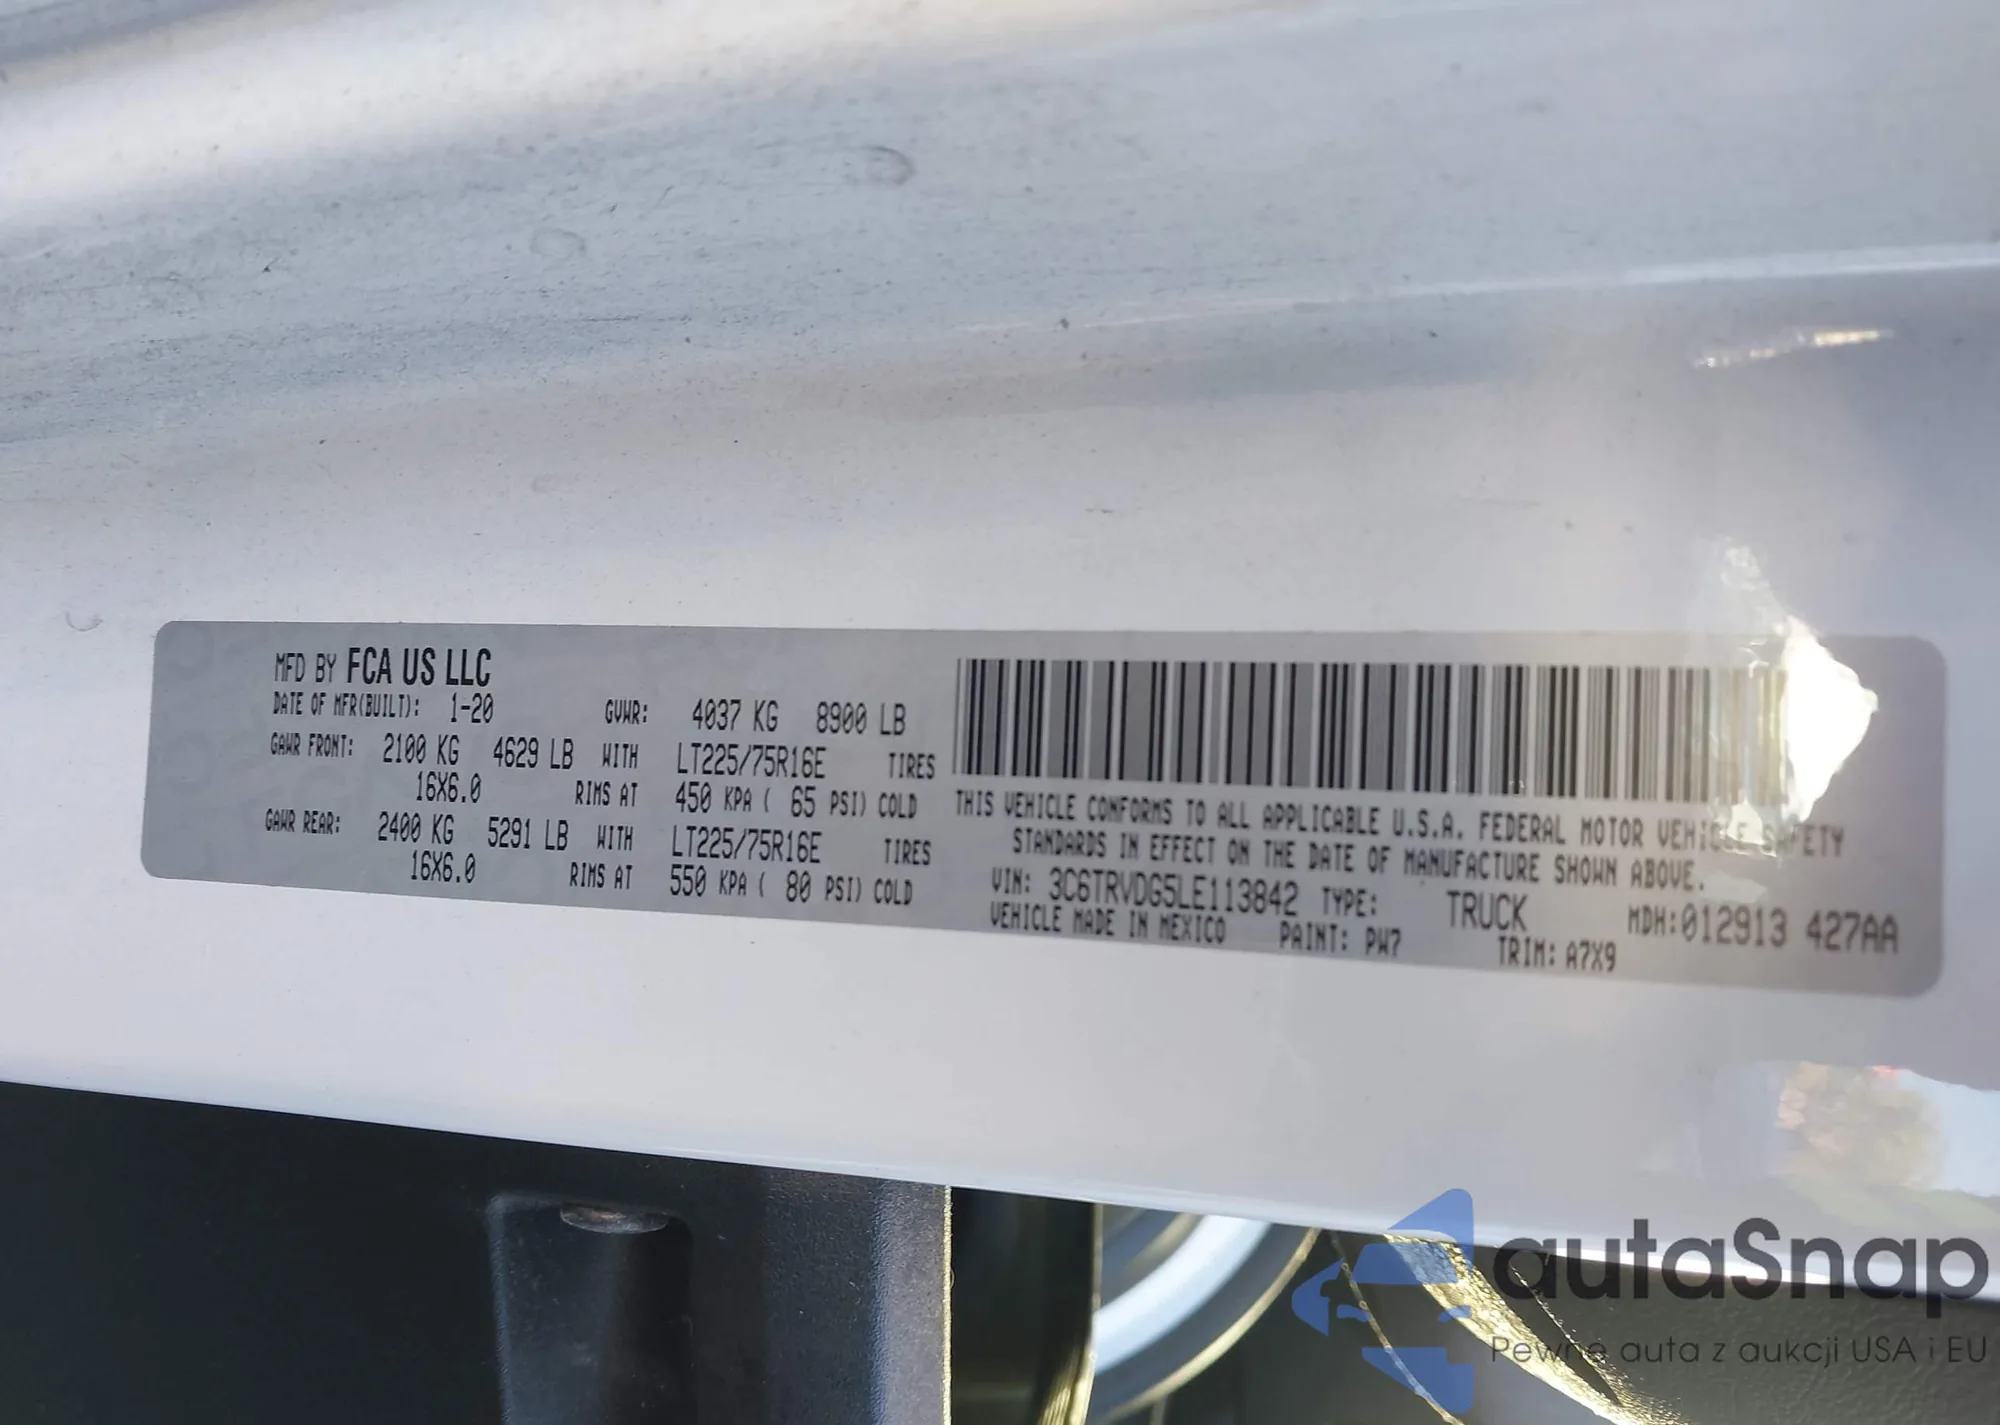 MFD BY FCA US LLC
DATE OF MFR(BUILT): 1-20 GVWR: 4037 KG 8900 LB
GAWR FRONT: 2100 KG 4629 LB WITH LT225/75R16E TIRES
16X6.0 RIMS AT 450 KPA ( 65 PSI) COLD
GAWR REAR: 2400 KG 5291 LB WITH LT225/75R16E TIRES
16X6.0 RIMS AT 550 KPA ( 80 PSI) COLD
THIS VEHICLE CONFORMS TO ALL APPLICABLE U.S.A. FEDERAL MOTOR VEHICLE SAFETY
STANDARDS IN EFFECT ON THE DATE OF MANUFACTURE SHOWN ABOVE.
VIN: 3C6TRVDG5LE113842 TYPE: TRUCK MDH:012913 427AA
VEHICLE MADE IN MEXICO PAINT: PW7 TRIM: A7X9
autaSnap
Pewne auta z aukcji USA i EU